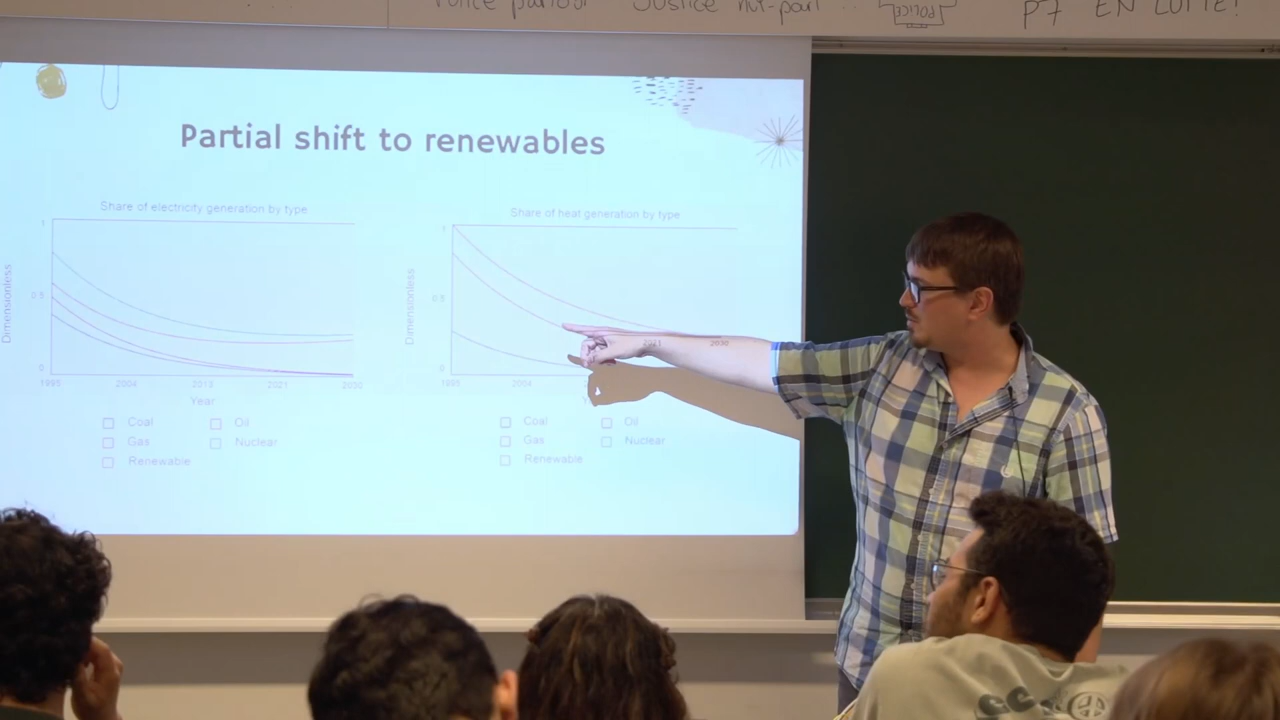 Justice
POLICE
P7 EN LUTTE!
Partial shift to renewables
Share of electricity generation by type
1
0.5
0
Dimensionless
1995 2004 2013 2021 2030
Year
Coal Oil
Gas Nuclear
Renewable
Share of heat generation by type
1
0.5
0
Dimensionless
1995 2004
2021 2030
Coal Oil
Gas Nuclear
Renewable